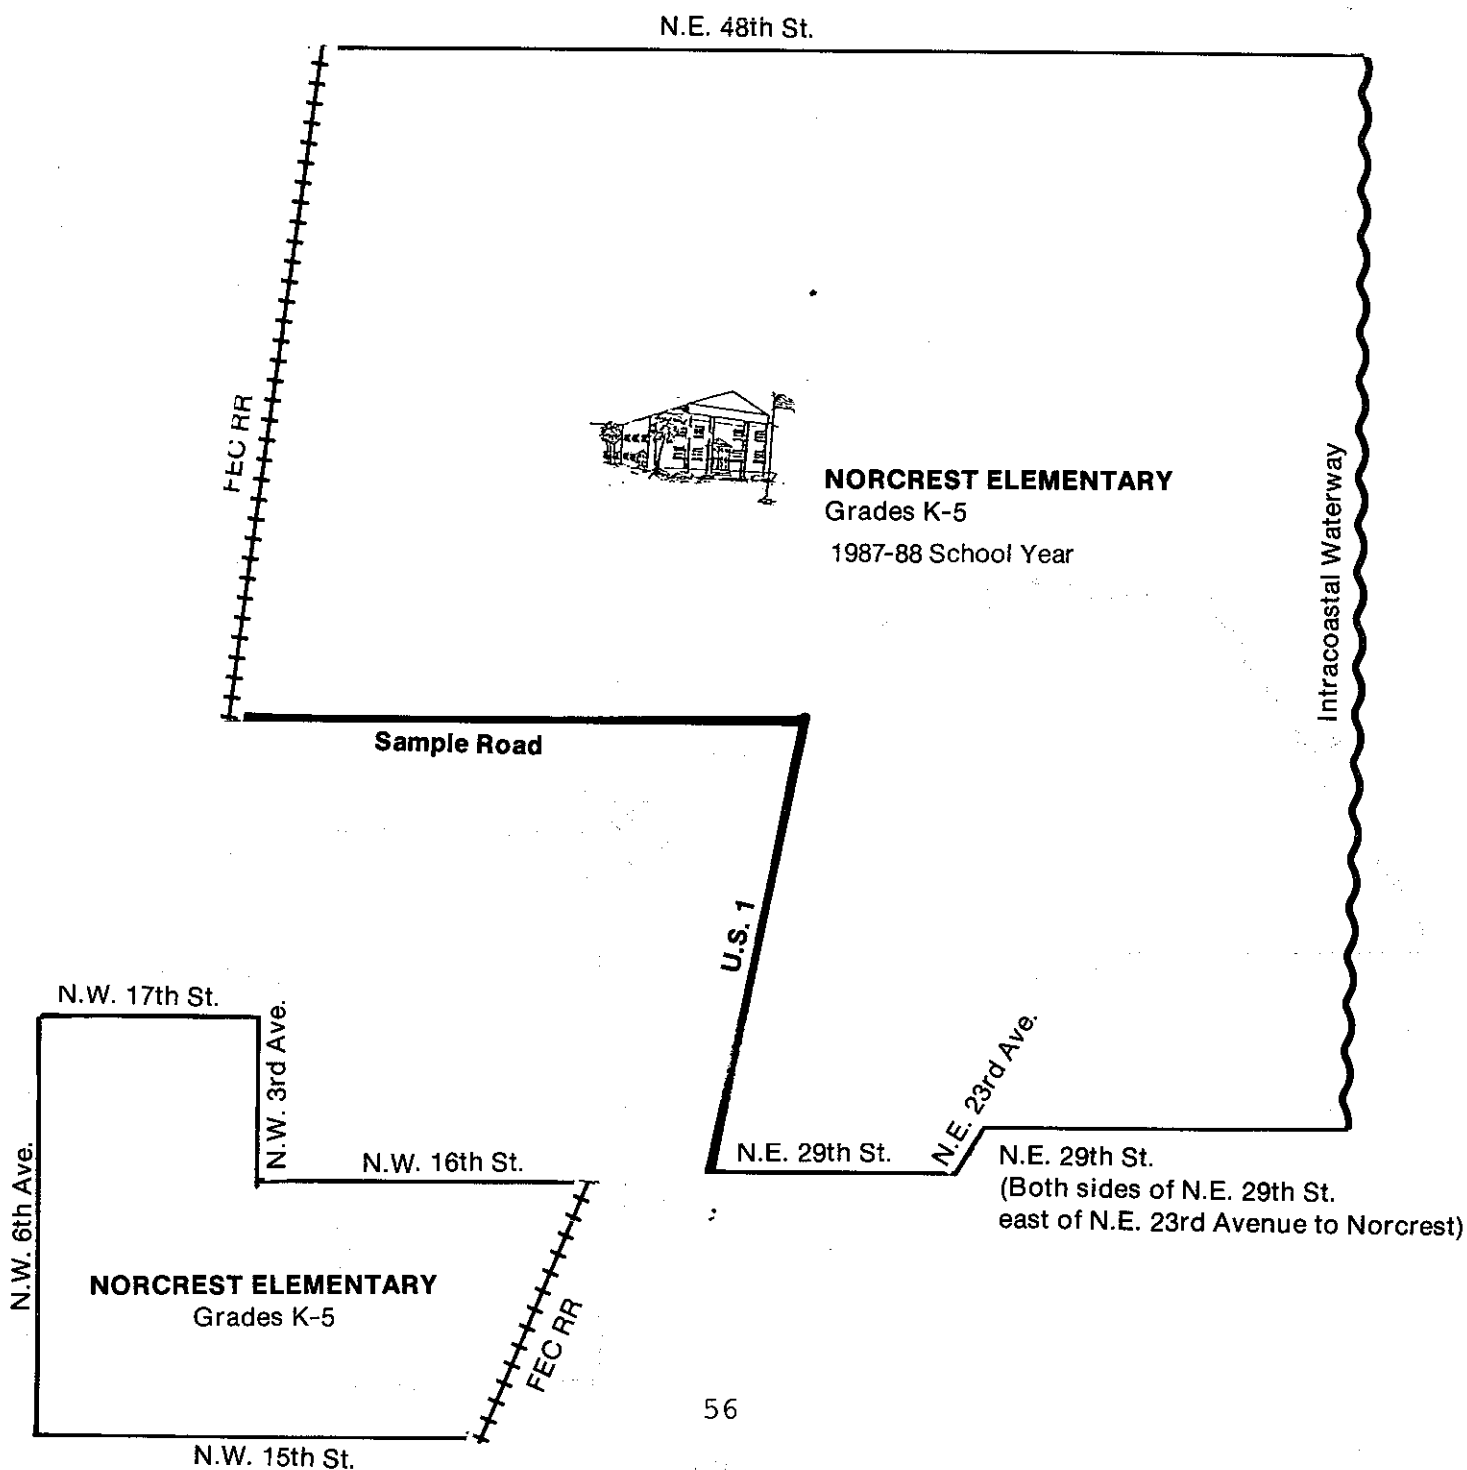 N.E. 48th St.
FEC RR
NORCREST ELEMENTARY
Grades K-5
1987-88 School Year
Intracoastal Waterway
Sample Road
U.S. 1
N.W. 17th St.
N.W. 3rd Ave.
N.E. 23rd Ave.
N.E. 29th St.
N.E. 29th St.
(Both sides of N.E. 29th St.
east of N.E. 23rd Avenue to Norcrest)
N.W. 16th St.
N.W. 6th Ave.
NORCREST ELEMENTARY
Grades K-5
FEC RR
N.W. 15th St.
56